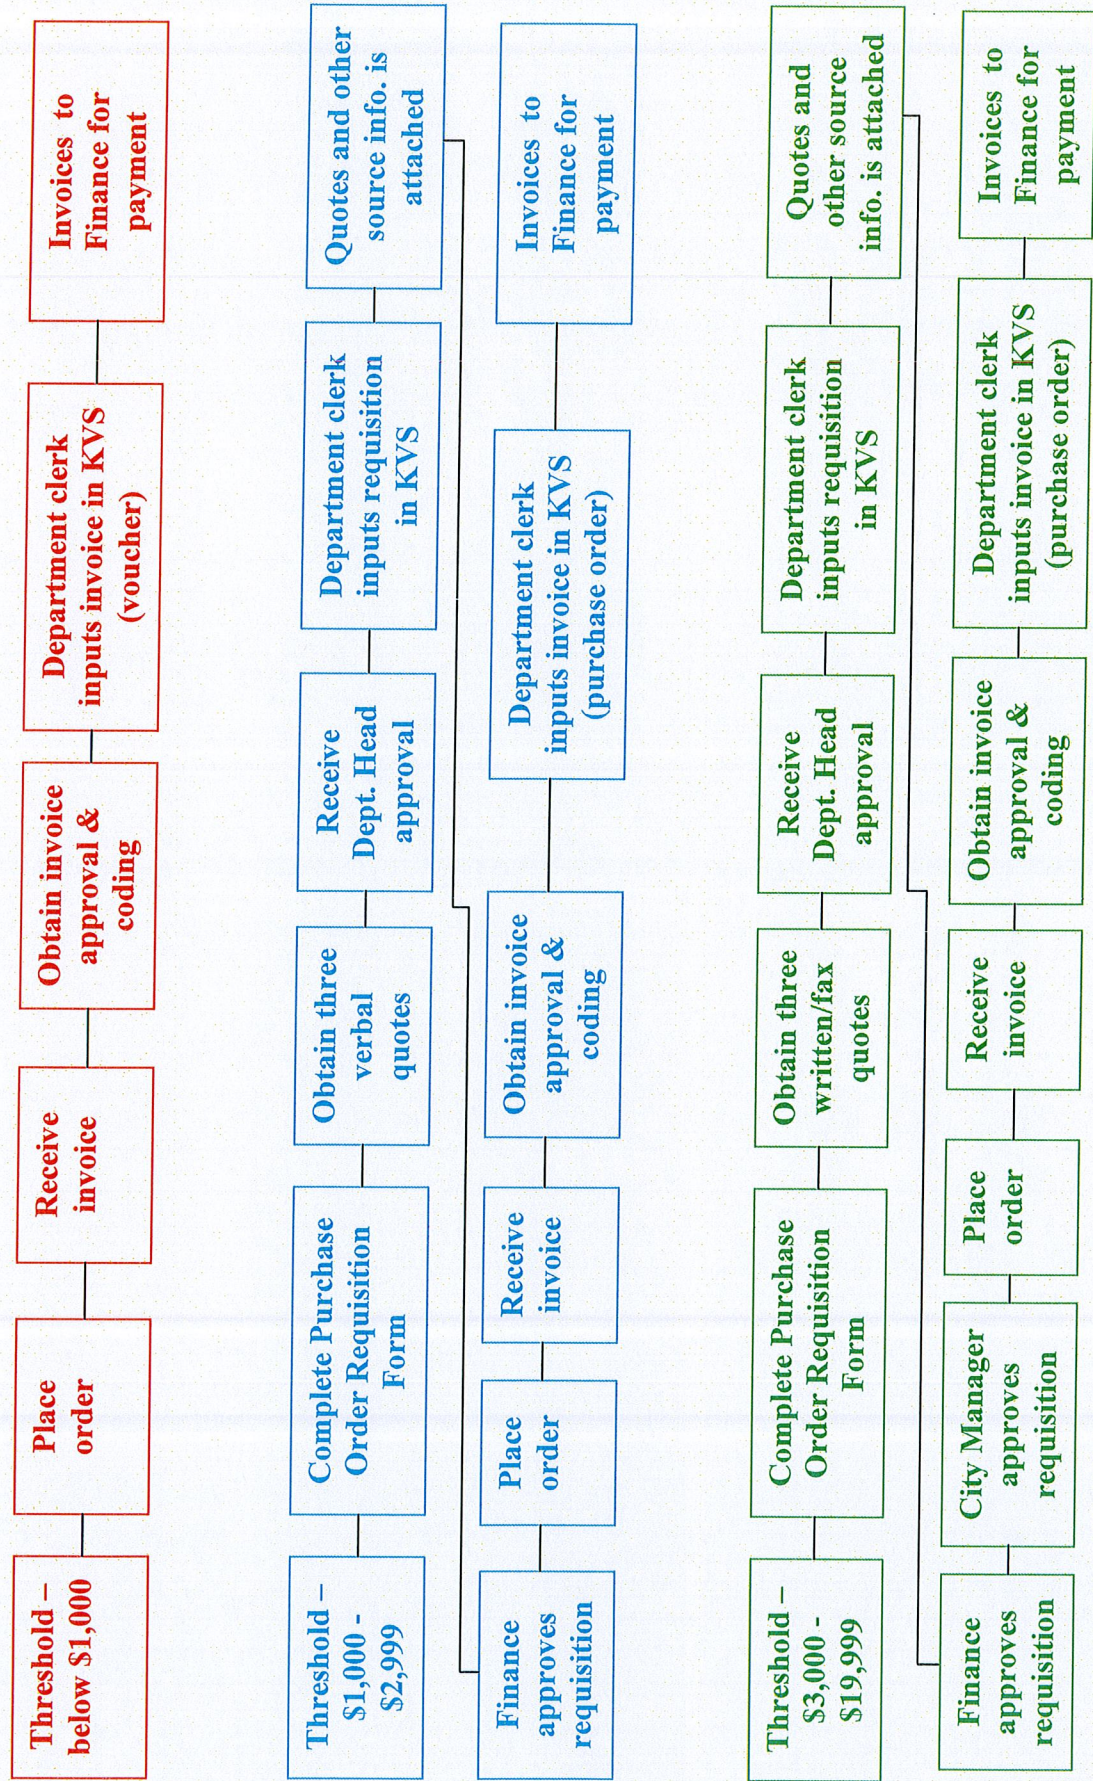 Threshold –
below $1,000
Place
order
Receive
invoice
Obtain invoice
approval &
coding
Department clerk
inputs invoice in KVS
(voucher)
Invoices to
Finance for
payment
Threshold –
$1,000 -
$2,999
Complete Purchase
Order Requisition
Form
Obtain three
verbal
quotes
Receive
Dept. Head
approval
Department clerk
inputs requisition
in KVS
Quotes and other
source info. is
attached
Finance
approves
requisition
Place
order
Receive
invoice
Obtain invoice
approval &
coding
Department clerk
inputs invoice in KVS
(purchase order)
Invoices to
Finance for
payment
Threshold –
$3,000 -
$19,999
Complete Purchase
Order Requisition
Form
Obtain three
written/fax
quotes
Receive
Dept. Head
approval
Department clerk
inputs requisition
in KVS
Quotes and
other source
info. is attached
Finance
approves
requisition
City Manager
approves
requisition
Place
order
Receive
invoice
Obtain invoice
approval &
coding
Department clerk
inputs invoice in KVS
(purchase order)
Invoices to
Finance for
payment